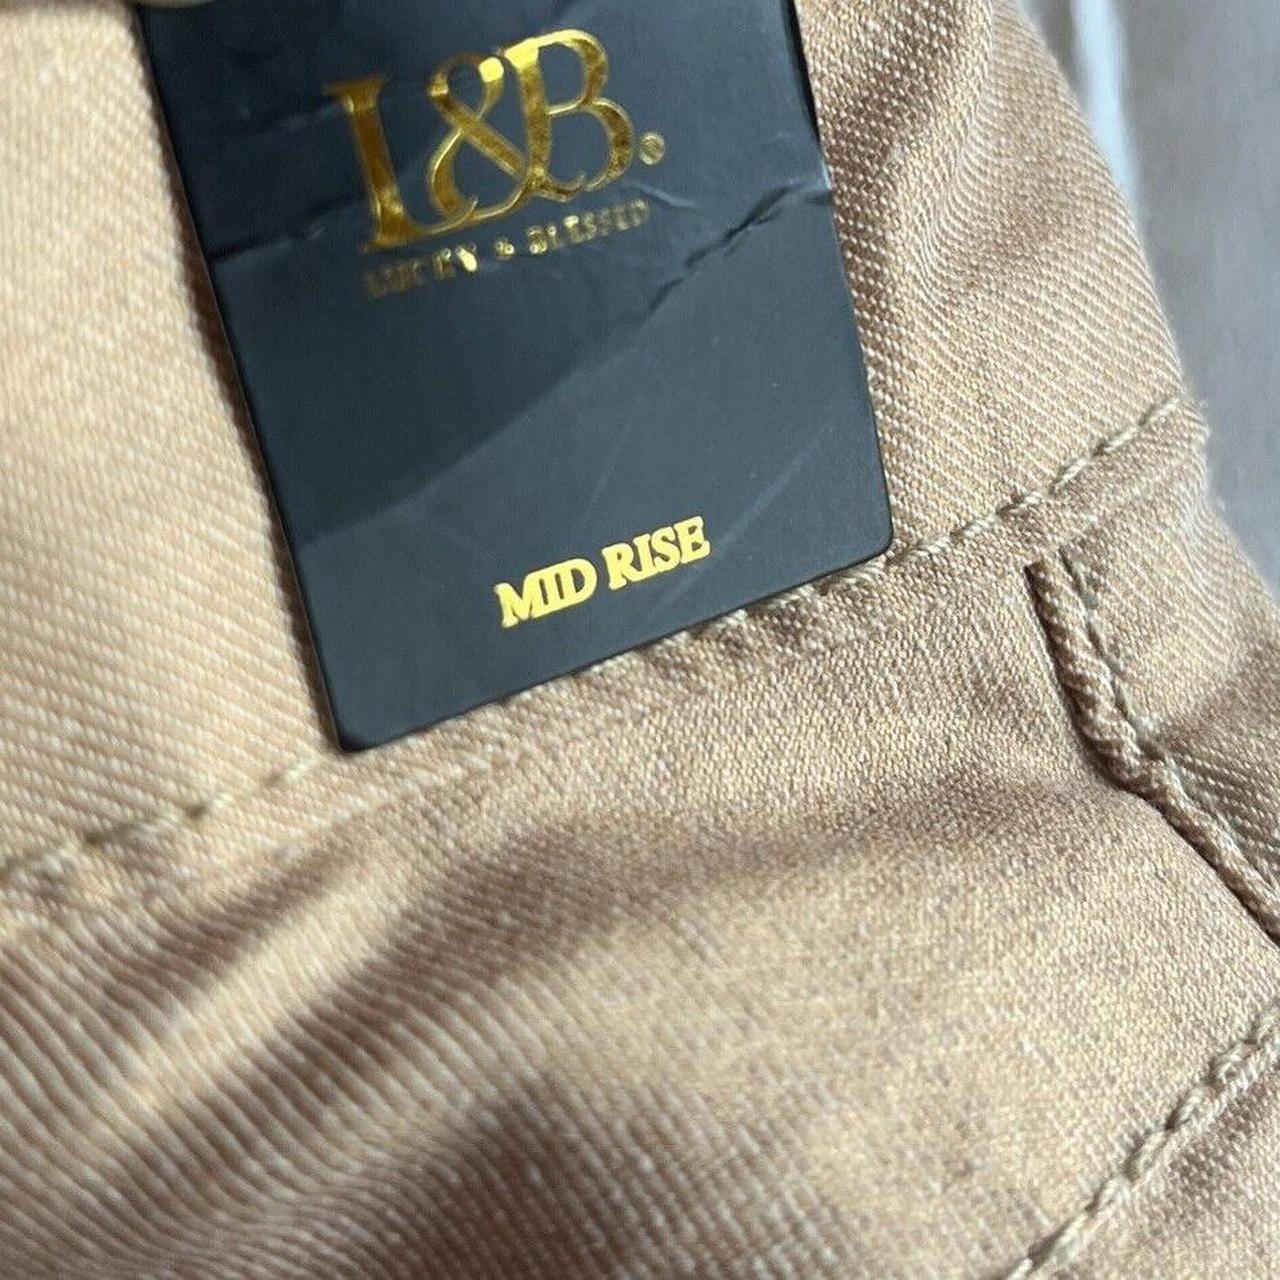 L&B.®
LUCKY & BLESSED
MID RISE